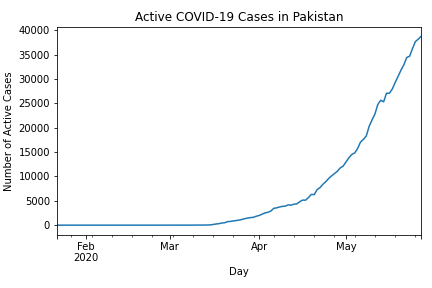 Active COVID-19 Cases in Pakistan
40000
35000
30000
25000
20000
15000
10000
5000
0
Number of Active Cases
Feb
2020
Mar
Apr
May
Day